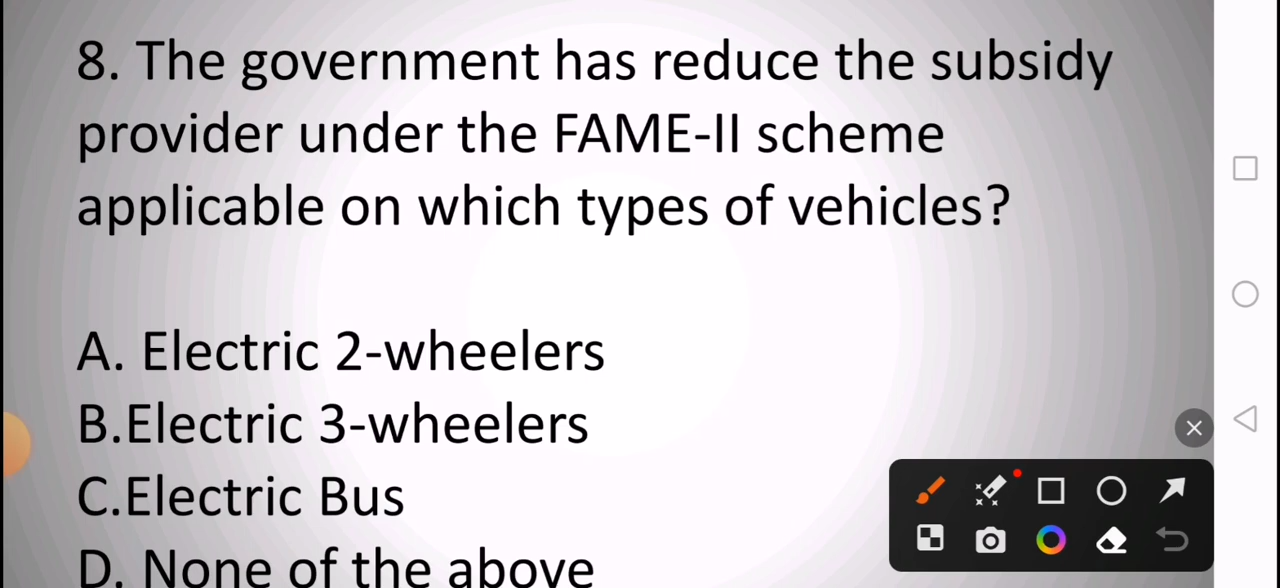 8. The government has reduce the subsidy
provider under the FAME-II scheme
applicable on which types of vehicles?
A. Electric 2-wheelers
B.Electric 3-wheelers
C.Electric Bus
D. None of the above